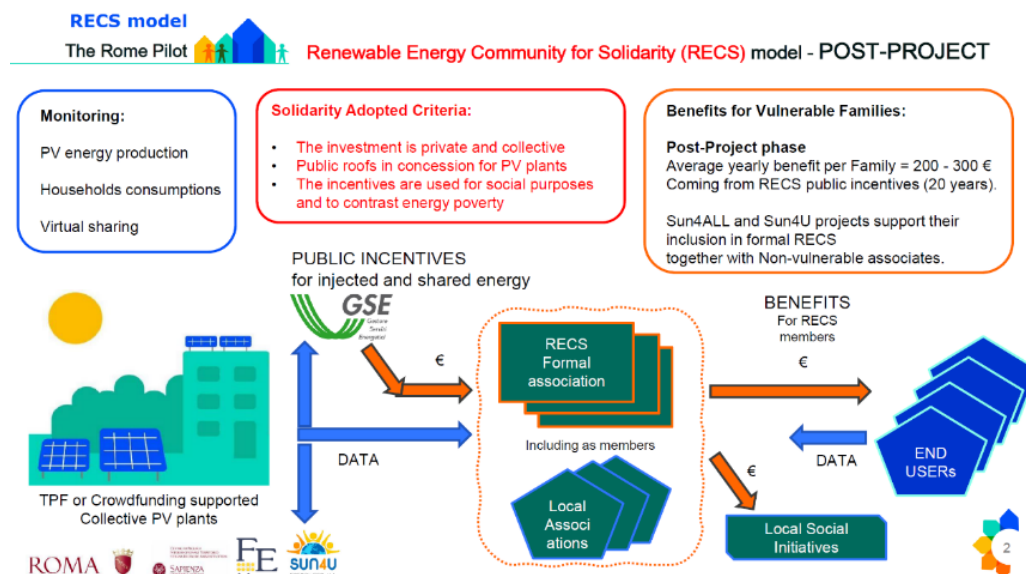 RECS model
The Rome Pilot
Renewable Energy Community for Solidarity (RECS) model - POST-PROJECT
Monitoring:
PV energy production
Households consumptions
Virtual sharing
Solidarity Adopted Criteria:
• The investment is private and collective
• Public roofs in concession for PV plants
• The incentives are used for social purposes
and to contrast energy poverty
Benefits for Vulnerable Families:
Post-Project phase
Average yearly benefit per Family = 200 - 300 €
Coming from RECS public incentives (20 years).
Sun4ALL and Sun4U projects support their
inclusion in formal RECS
together with Non-vulnerable associates.
PUBLIC INCENTIVES
for injected and shared energy
GSE
Gestore
Servizi
Energetici
€
DATA
RECS
Formal
association
Including as members
Local
Associ
ations
BENEFITS
For RECS
members
€
DATA
END
USERs
€
Local Social
Initiatives
TPF or Crowdfunding supported
Collective PV plants
ROMA
SAPIENZA
FE
SUN4U
2